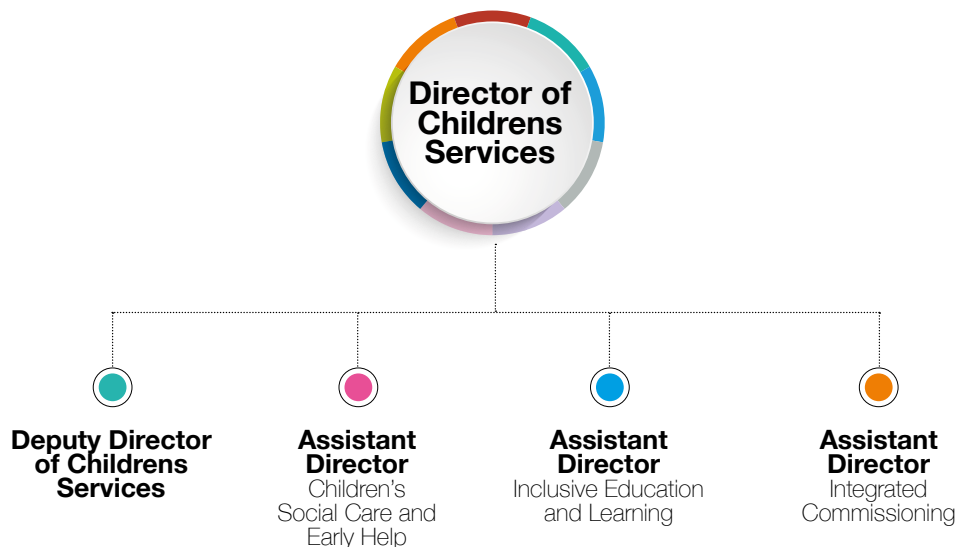 Director of
Childrens
Services
Deputy Director
of Childrens
Services
Assistant
Director
Children's
Social Care and
Early Help
Assistant
Director
Inclusive Education
and Learning
Assistant
Director
Integrated
Commissioning